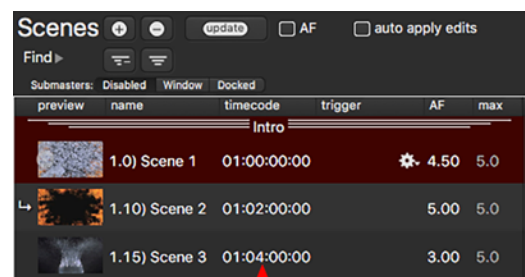 Scenes update AF auto apply edits
Find
Submasters: Disabled Window Docked
preview name timecode trigger AF max
Intro
1.0) Scene 1 01:00:00:00 4.50 5.0
1.10) Scene 2 01:02:00:00 5.00 5.0
1.15) Scene 3 01:04:00:00 3.00 5.0